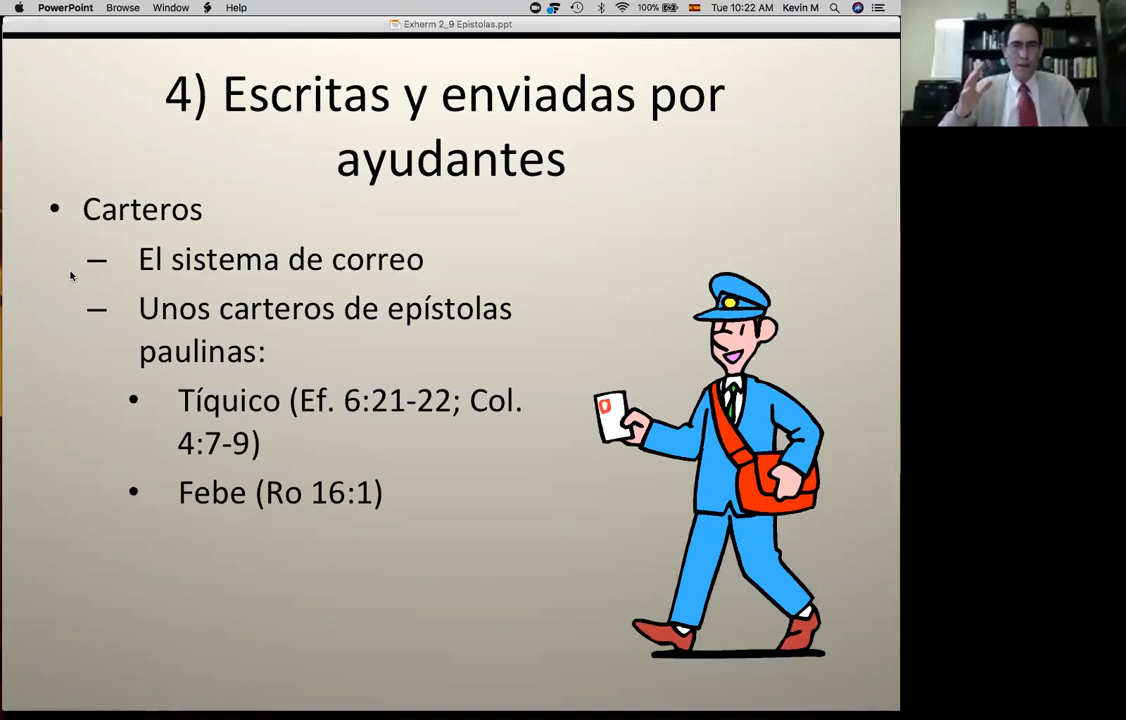 PowerPoint Browse Window Help 100% Tue 10:22 AM Kevin M
Exherm 2_9 Epistolas.ppt
4) Escritas y enviadas por
ayudantes
• Carteros
– El sistema de correo
– Unos carteros de epístolas
paulinas:
• Tíquico (Ef. 6:21-22; Col.
4:7-9)
• Febe (Ro 16:1)